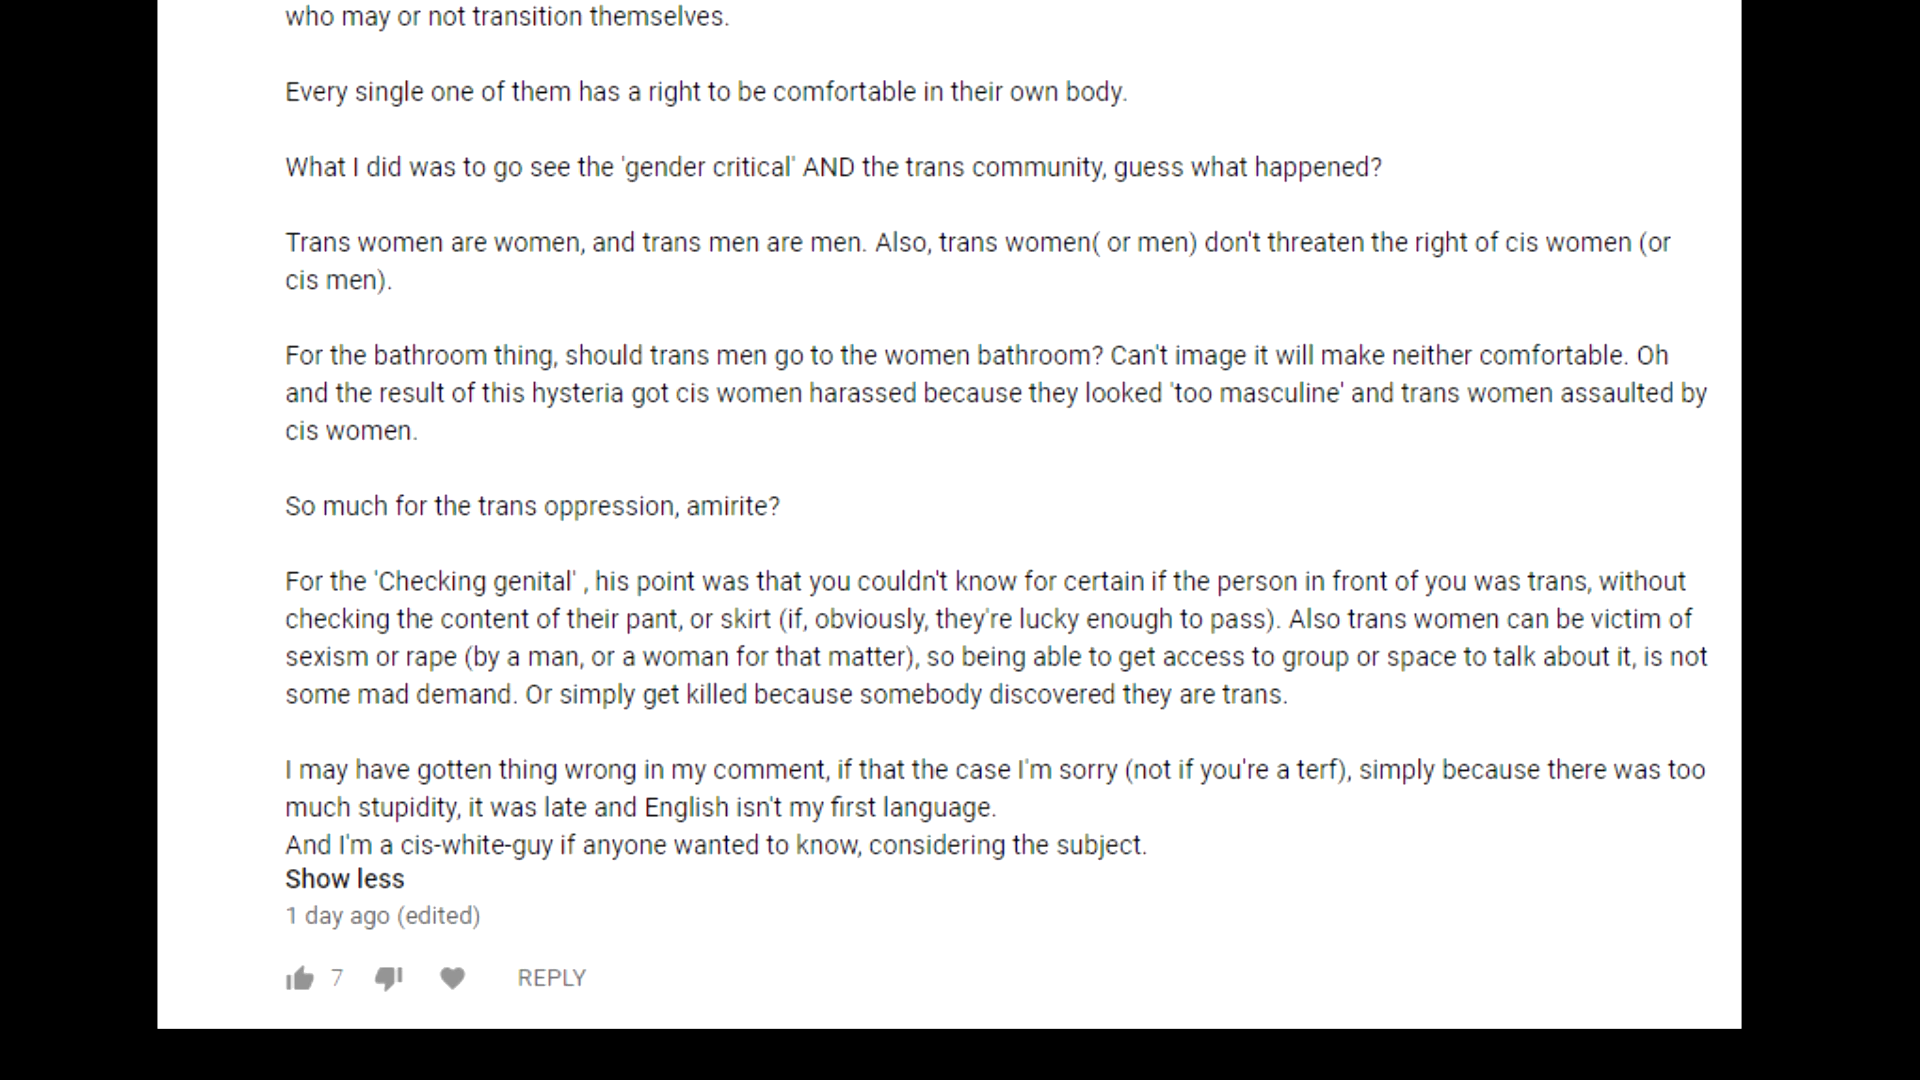 who may or not transition themselves.
Every single one of them has a right to be comfortable in their own body.
What I did was to go see the 'gender critical' AND the trans community, guess what happened?
Trans women are women, and trans men are men. Also, trans women( or men) don't threaten the right of cis women (or
cis men).
For the bathroom thing, should trans men go to the women bathroom? Can't image it will make neither comfortable. Oh
and the result of this hysteria got cis women harassed because they looked 'too masculine' and trans women assaulted by
cis women.
So much for the trans oppression, amirite?
For the 'Checking genital' , his point was that you couldn't know for certain if the person in front of you was trans, without
checking the content of their pant, or skirt (if, obviously, they're lucky enough to pass). Also trans women can be victim of
sexism or rape (by a man, or a woman for that matter), so being able to get access to group or space to talk about it, is not
some mad demand. Or simply get killed because somebody discovered they are trans.
I may have gotten thing wrong in my comment, if that the case I'm sorry (not if you're a terf), simply because there was too
much stupidity, it was late and English isn't my first language.
And I'm a cis-white-guy if anyone wanted to know, considering the subject.
Show less
1 day ago (edited)
7 REPLY